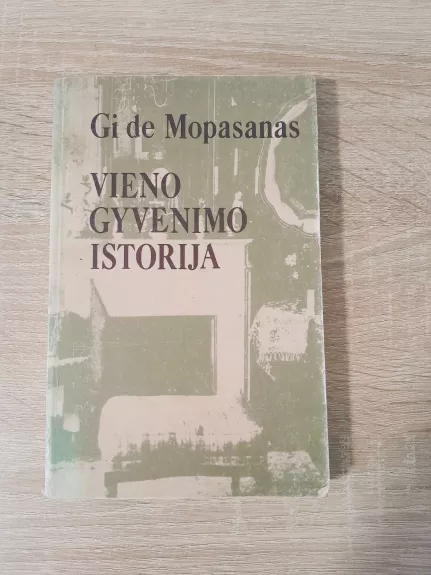 Gi de Mopasanas
VIENO
GYVENIMO
ISTORIJA